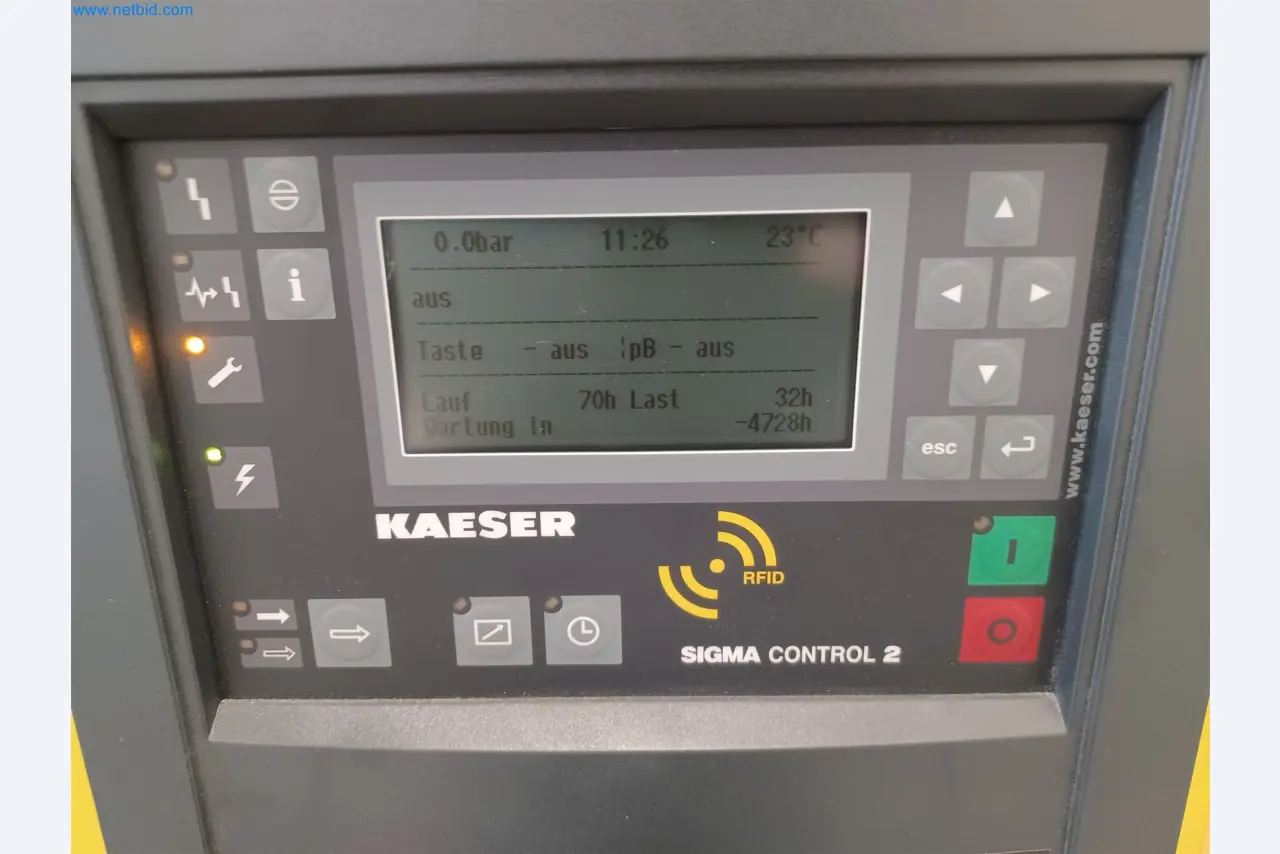 www.netbid.com
0.0bar 11:26 23°C
aus
Taste - aus ¦pB - aus
Lauf 70h Last 32h
Wartung in -4728h
i
esc
www.kaeser.com
KAESER
RFID
I
O
SIGMA CONTROL 2